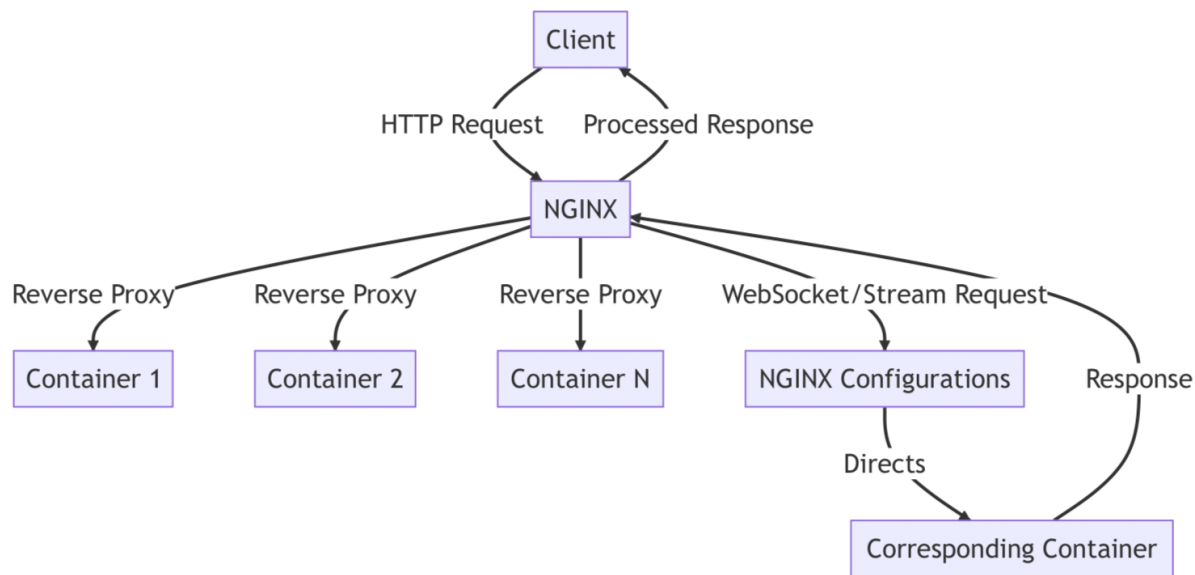 Client
HTTP Request
Processed Response
NGINX
Reverse Proxy
Reverse Proxy
Reverse Proxy
WebSocket/Stream Request
Container 1
Container 2
Container N
NGINX Configurations
Response
Directs
Corresponding Container